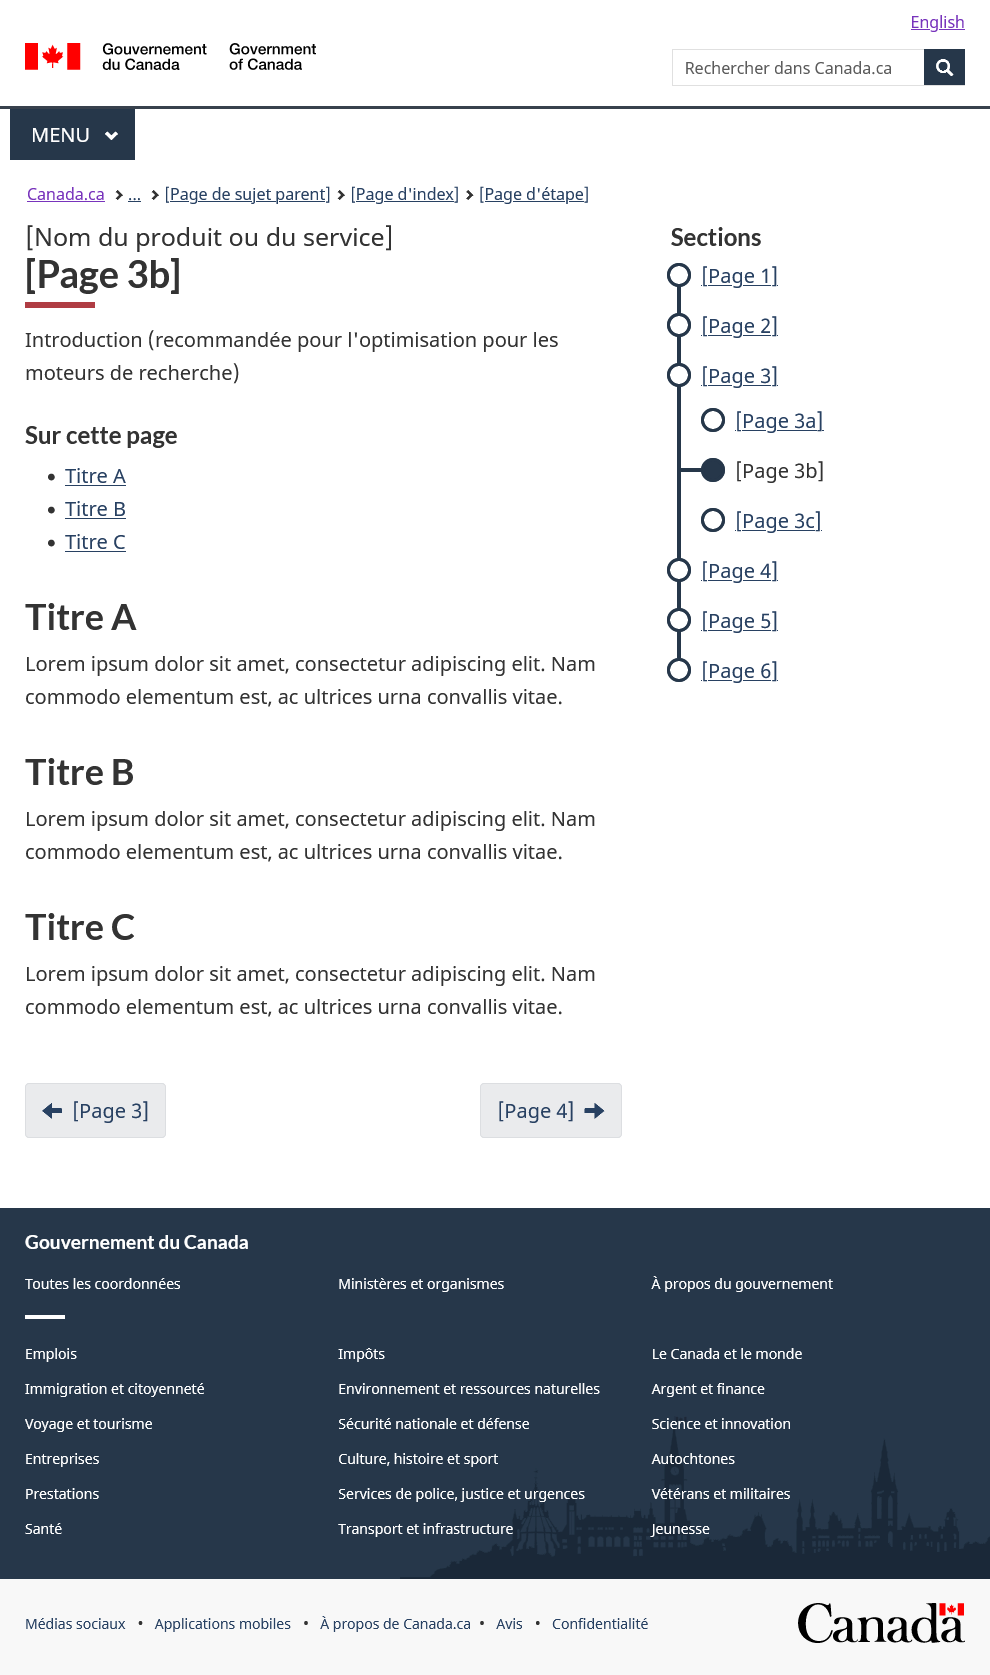 English
Gouvernement
du Canada
Government
of Canada
Rechercher dans Canada.ca
MENU
Canada.ca ... [Page de sujet parent] [Page d'index] [Page d'étape]
[Nom du produit ou du service]
[Page 3b]
Introduction (recommandée pour l'optimisation pour les
moteurs de recherche)
Sur cette page
• Titre A
• Titre B
• Titre C
Titre A
Lorem ipsum dolor sit amet, consectetur adipiscing elit. Nam
commodo elementum est, ac ultrices urna convallis vitae.
Titre B
Lorem ipsum dolor sit amet, consectetur adipiscing elit. Nam
commodo elementum est, ac ultrices urna convallis vitae.
Titre C
Lorem ipsum dolor sit amet, consectetur adipiscing elit. Nam
commodo elementum est, ac ultrices urna convallis vitae.
[Page 3]
[Page 4]
Sections
[Page 1]
[Page 2]
[Page 3]
[Page 3a]
[Page 3b]
[Page 3c]
[Page 4]
[Page 5]
[Page 6]
Gouvernement du Canada
Toutes les coordonnées
Ministères et organismes
À propos du gouvernement
Emplois
Impôts
Le Canada et le monde
Immigration et citoyenneté
Environnement et ressources naturelles
Argent et finance
Voyage et tourisme
Sécurité nationale et défense
Science et innovation
Entreprises
Culture, histoire et sport
Autochtones
Prestations
Services de police, justice et urgences
Vétérans et militaires
Santé
Transport et infrastructure
Jeunesse
Médias sociaux • Applications mobiles • À propos de Canada.ca • Avis • Confidentialité
Canada